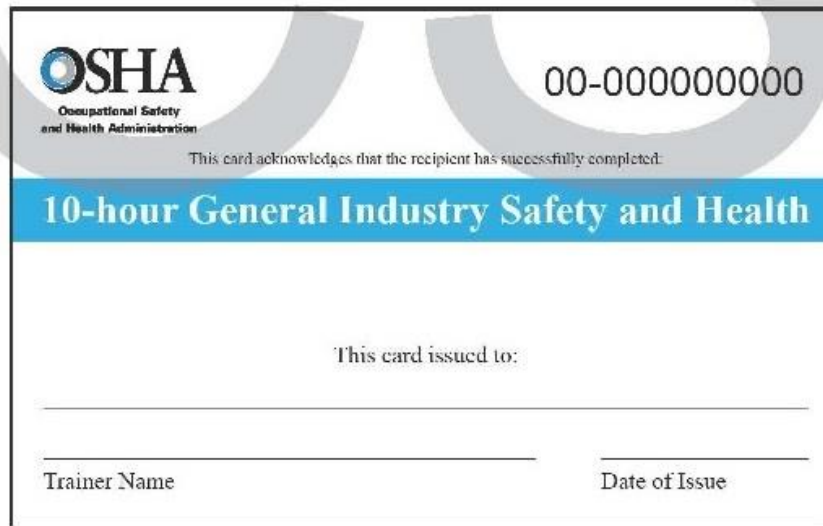 OSHA
Occupational Safety
and Health Administration
00-000000000
This card acknowledges that the recipient has successfully completed:
10-hour General Industry Safety and Health
This card issued to:
Trainer Name
Date of Issue